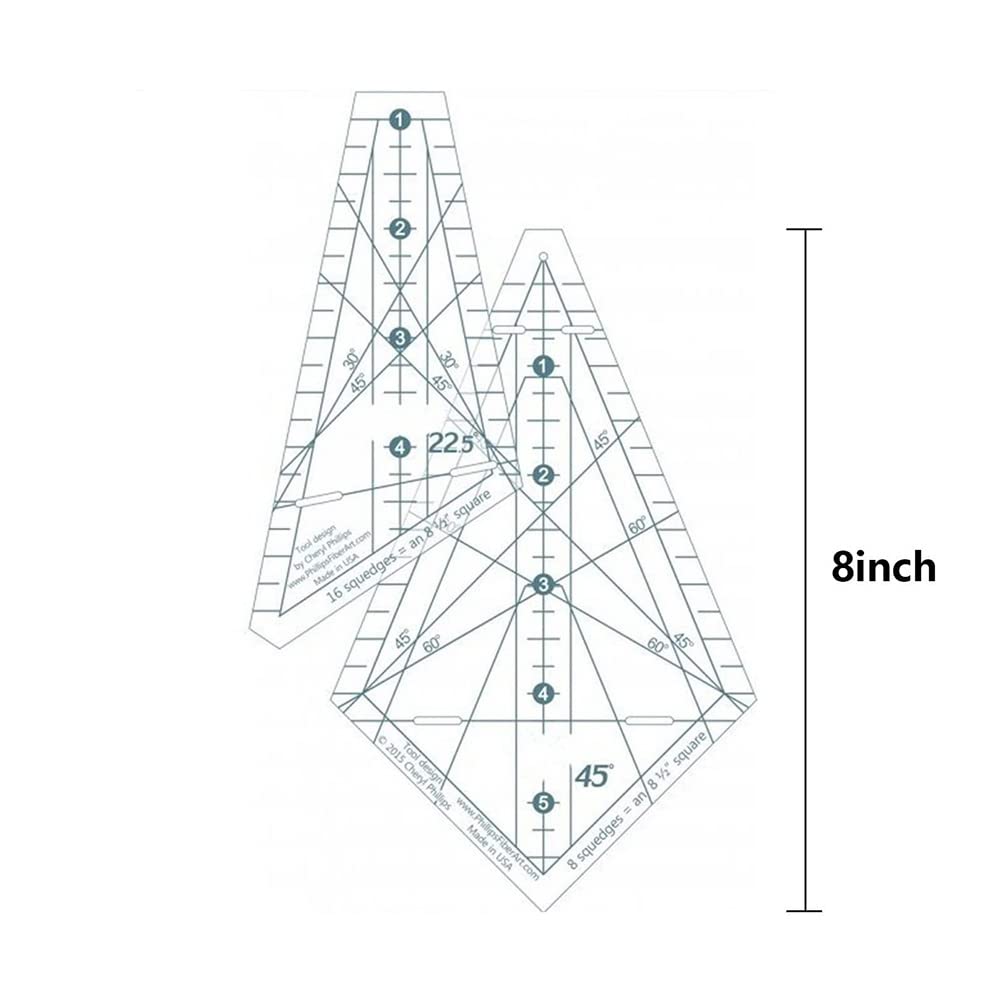 1
2
3
30°
30°
45°
45°
4
22.5°
Tool design
by Cheryl Phillips
www.PhillipsFiberArt.com
Made in USA
16 squedges = an 8 ½" square
1
2
45°
60°
3
45°
60°
60°
45°
4
45°
5
Tool design
© 2015 Cheryl Phillips
www.PhillipsFiberArt.com
Made in USA
8 squedges = an 8 ½" square
8inch